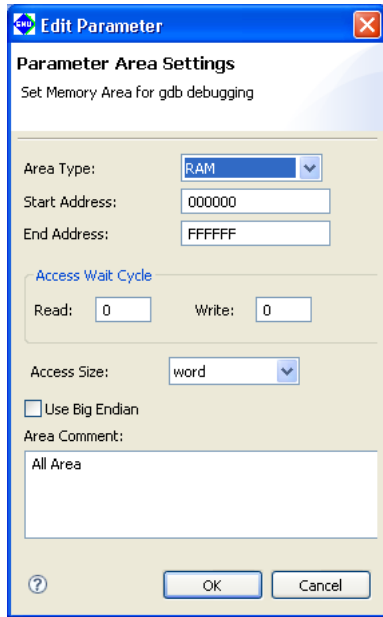 GNU Edit Parameter
Parameter Area Settings
Set Memory Area for gdb debugging
Area Type: RAM
Start Address: 000000
End Address: FFFFFF
Access Wait Cycle
Read: 0 Write: 0
Access Size: word
Use Big Endian
Area Comment:
All Area
? OK Cancel